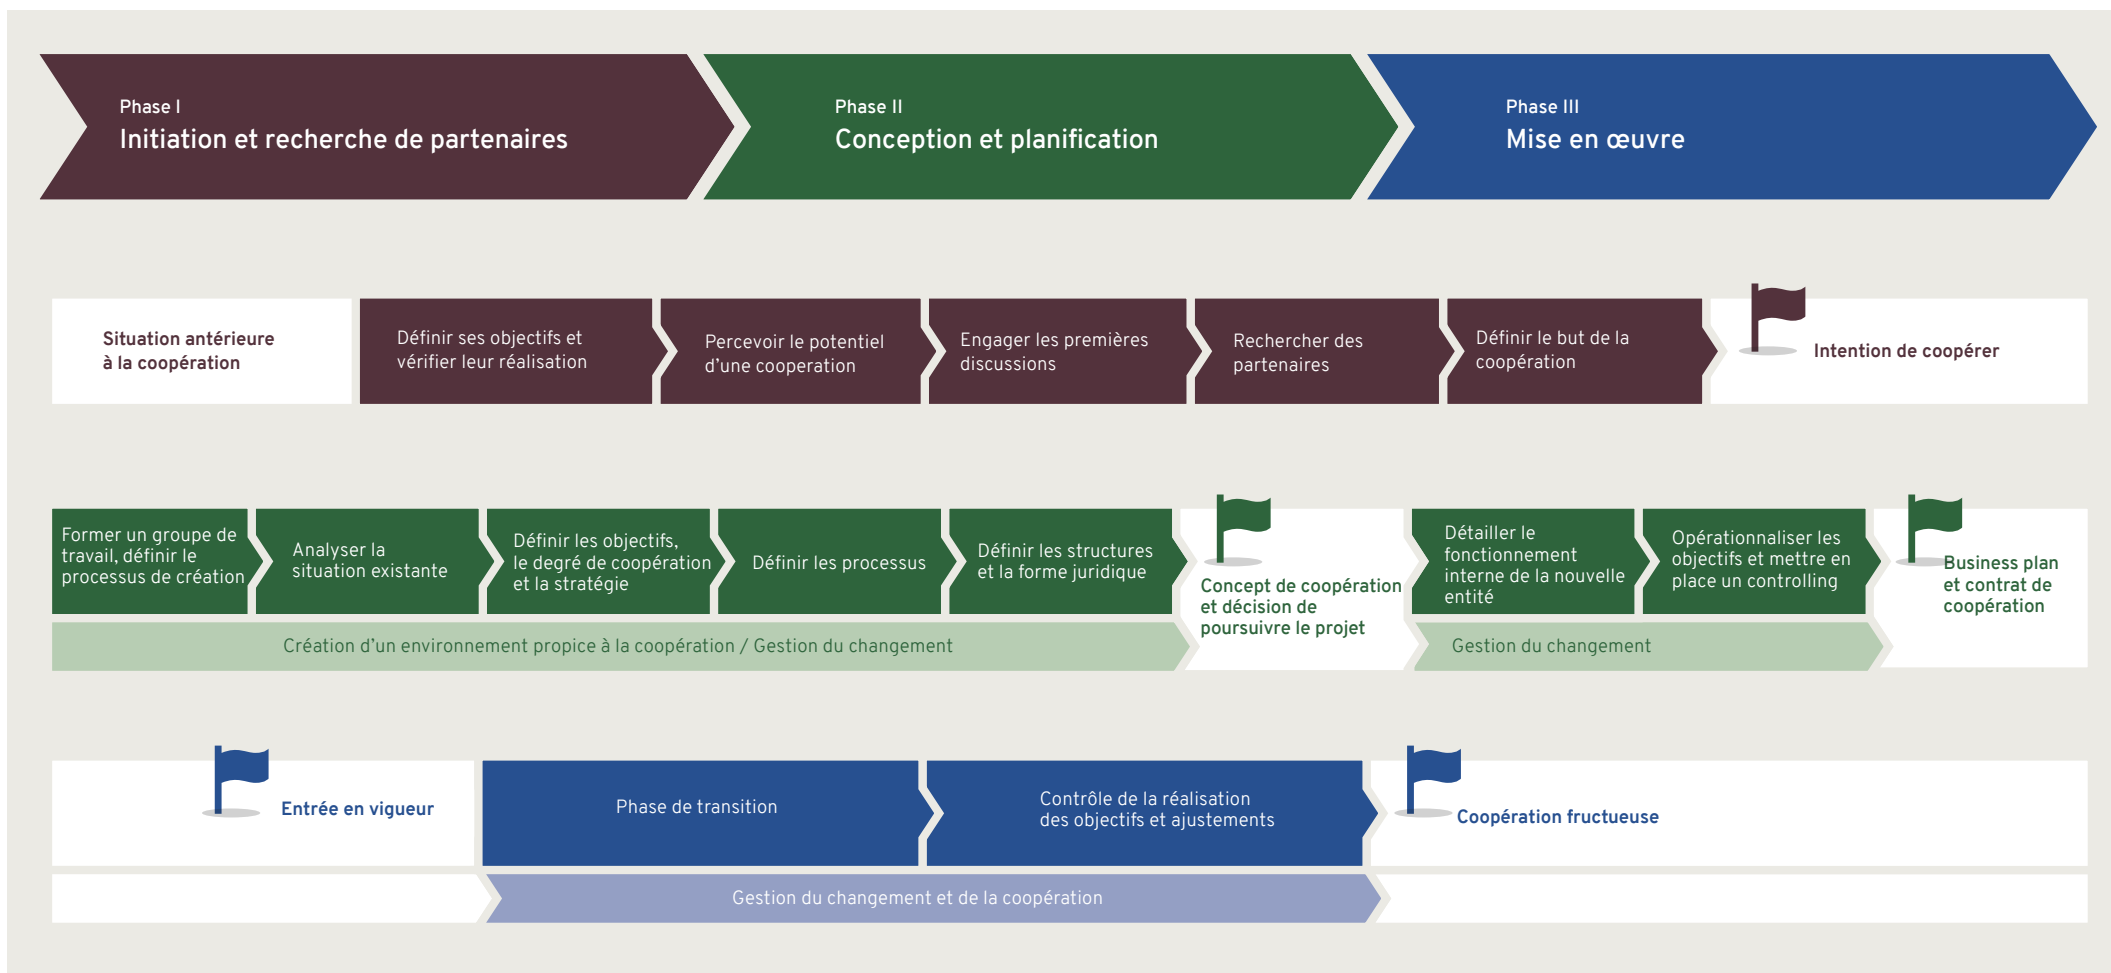 Phase I
Initiation et recherche de partenaires
Phase II
Conception et planification
Phase III
Mise en œuvre
Situation antérieure
à la coopération
Définir ses objectifs et
vérifier leur réalisation
Percevoir le potentiel
d'une cooperation
Engager les premières
discussions
Rechercher des
partenaires
Définir le but de la
coopération
Intention de coopérer
Former un groupe de
travail, définir le
processus de création
Analyser la
situation existante
Définir les objectifs,
le degré de coopération
et la stratégie
Définir les processus
Définir les structures
et la forme juridique
Concept de coopération
et décision de
poursuivre le projet
Détailler le
fonctionnement
interne de la nouvelle
entité
Opérationnaliser les
objectifs et mettre en
place un controlling
Business plan
et contrat de
coopération
Création d'un environnement propice à la coopération / Gestion du changement
Gestion du changement
Entrée en vigueur
Phase de transition
Contrôle de la réalisation
des objectifs et ajustements
Coopération fructueuse
Gestion du changement et de la coopération